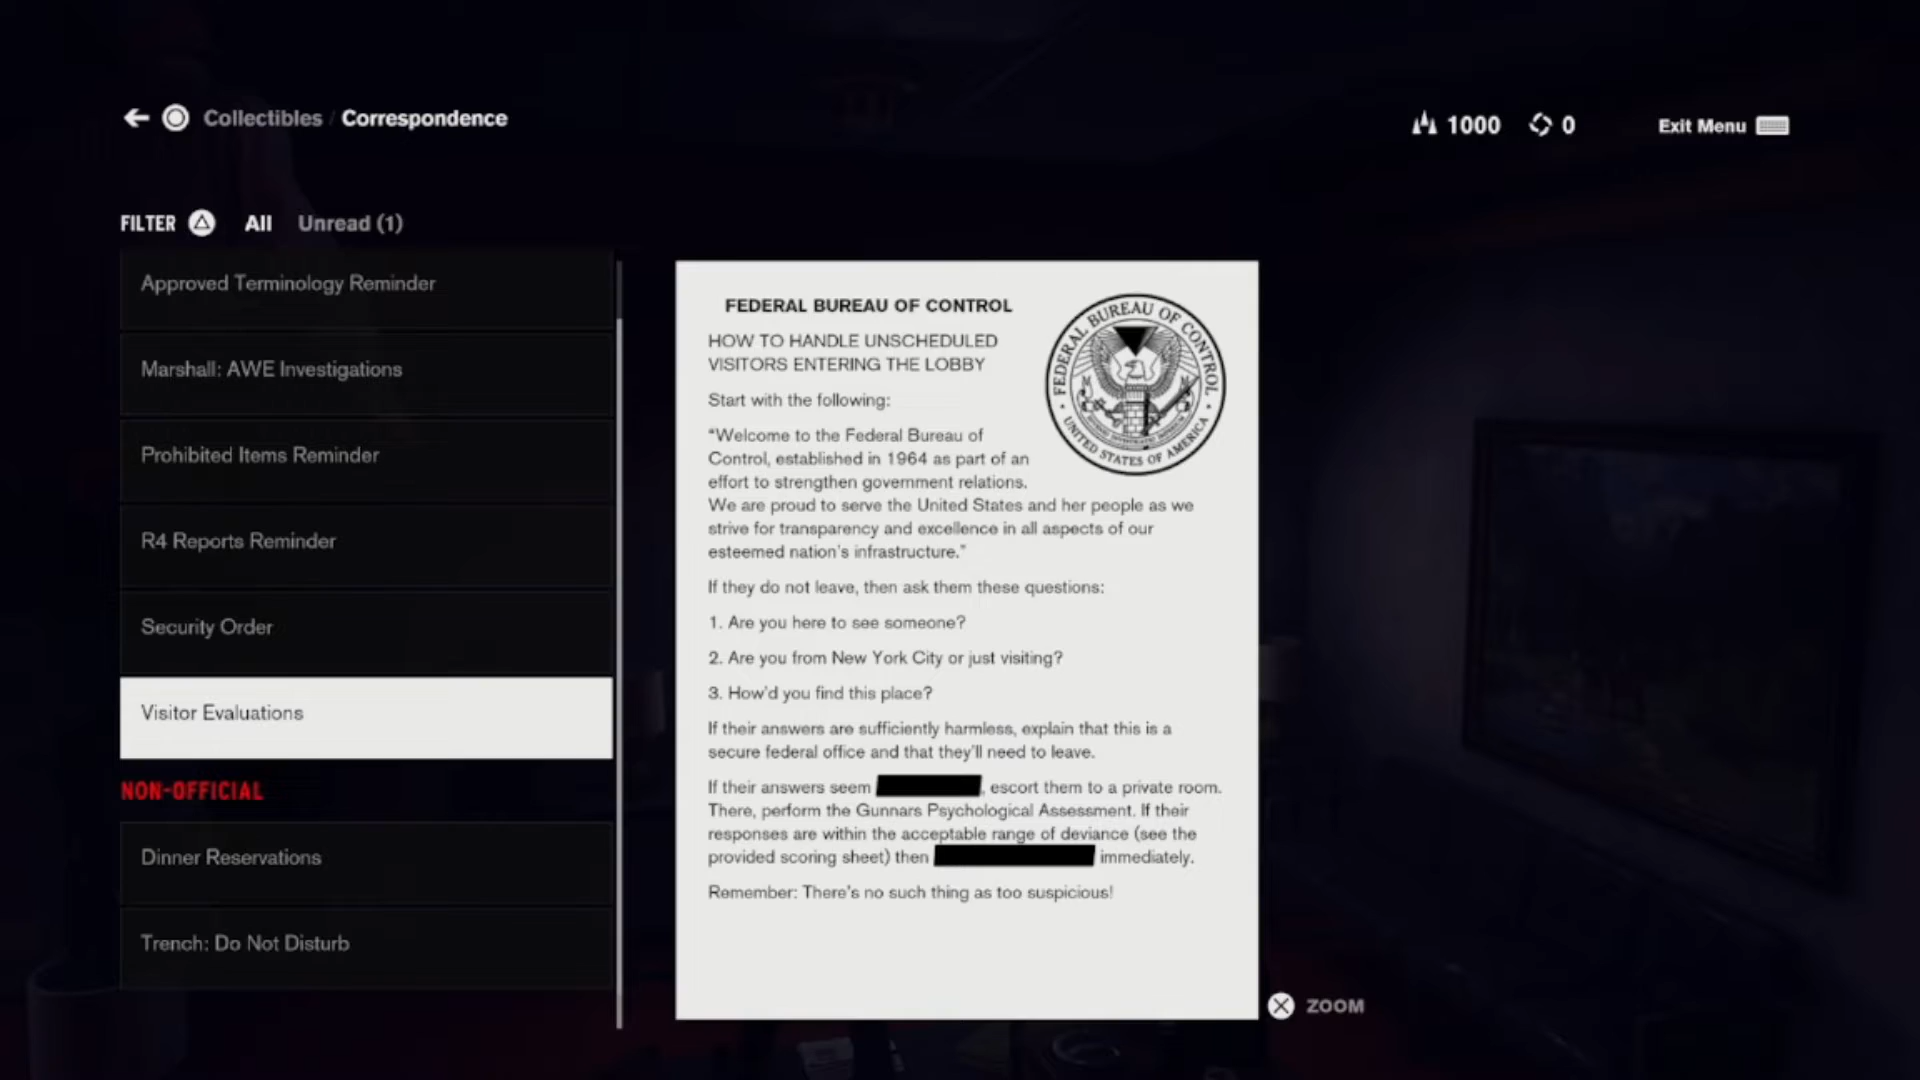 Collectibles / Correspondence
1000
0
Exit Menu
FILTER All Unread (1)
Approved Terminology Reminder
Marshall: AWE Investigations
Prohibited Items Reminder
R4 Reports Reminder
Security Order
Visitor Evaluations
NON-OFFICIAL
Dinner Reservations
Trench: Do Not Disturb
FEDERAL BUREAU OF CONTROL
HOW TO HANDLE UNSCHEDULED
VISITORS ENTERING THE LOBBY
Start with the following:
“Welcome to the Federal Bureau of
Control, established in 1964 as part of an
effort to strengthen government relations.
We are proud to serve the United States and her people as we
strive for transparency and excellence in all aspects of our
esteemed nation’s infrastructure.”
If they do not leave, then ask them these questions:
1. Are you here to see someone?
2. Are you from New York City or just visiting?
3. How’d you find this place?
If their answers are sufficiently harmless, explain that this is a
secure federal office and that they’ll need to leave.
If their answers seem , escort them to a private room.
There, perform the Gunnars Psychological Assessment. If their
responses are within the acceptable range of deviance (see the
provided scoring sheet) then immediately.
Remember: There’s no such thing as too suspicious!
FEDERAL BUREAU OF CONTROL
UNITED STATES OF AMERICA
ZOOM